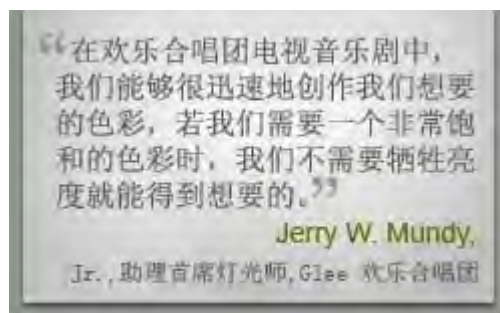 “在欢乐合唱团电视音乐剧中，
我们能够很迅速地创作我们想要
的色彩，若我们需要一个非常饱
和的色彩时，我们不需要牺牲亮
度就能得到想要的。”
Jerry W. Mundy,
Jr.,助理首席灯光师,Glee 欢乐合唱团